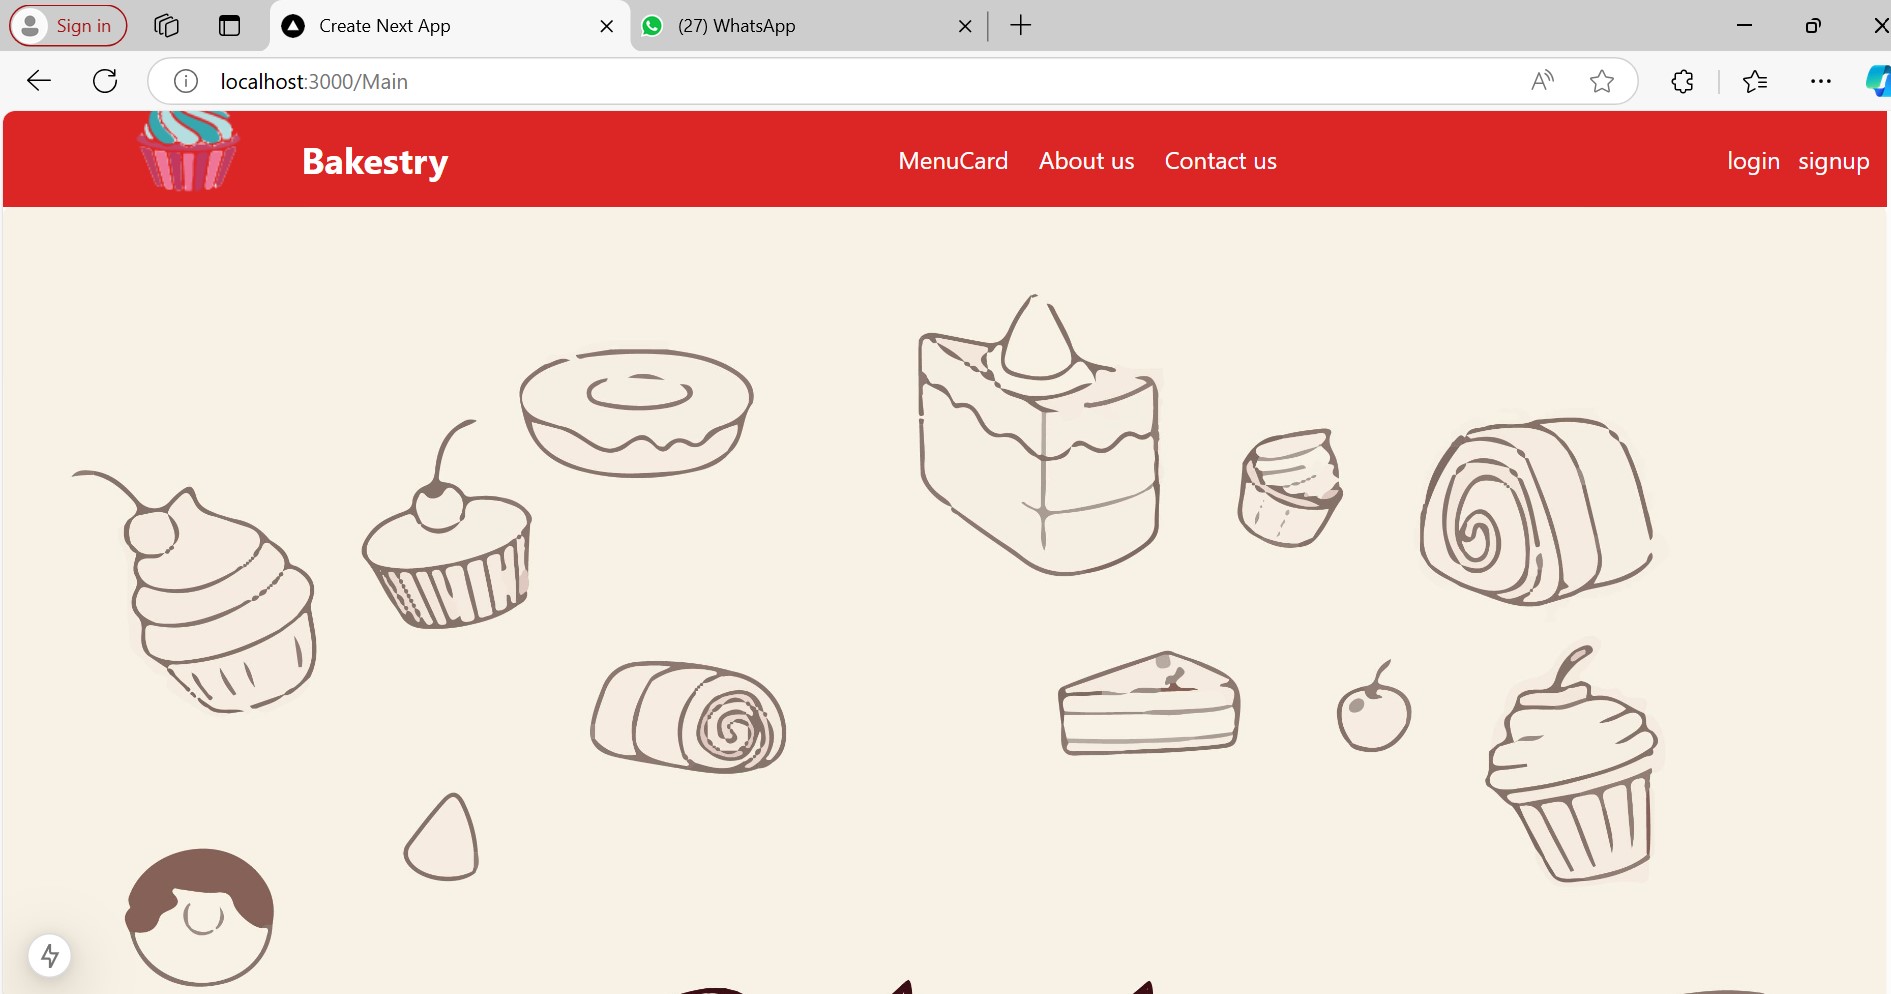 Sign in
Create Next App
(27) WhatsApp
localhost:3000/Main
Bakestry
MenuCard
About us
Contact us
login
signup